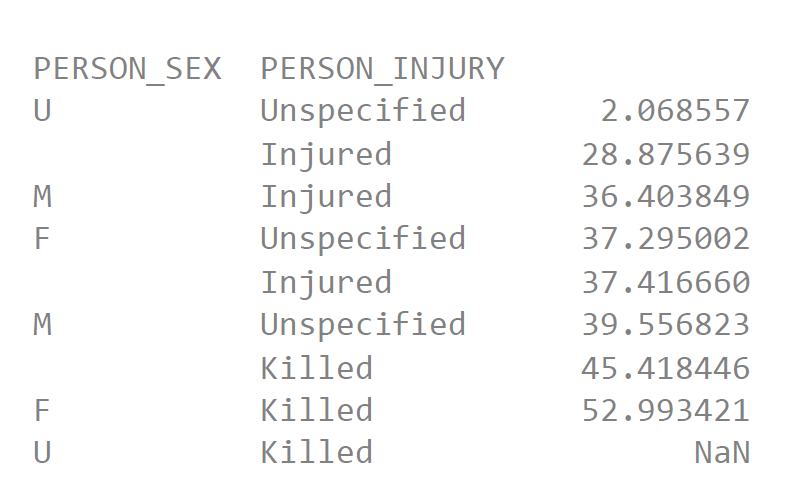 PERSON_SEX  PERSON_INJURY
U           Unspecified       2.068557
            Injured          28.875639
M           Injured          36.403849
F           Unspecified      37.295002
            Injured          37.416660
M           Unspecified      39.556823
            Killed           45.418446
F           Killed           52.993421
U           Killed                 NaN